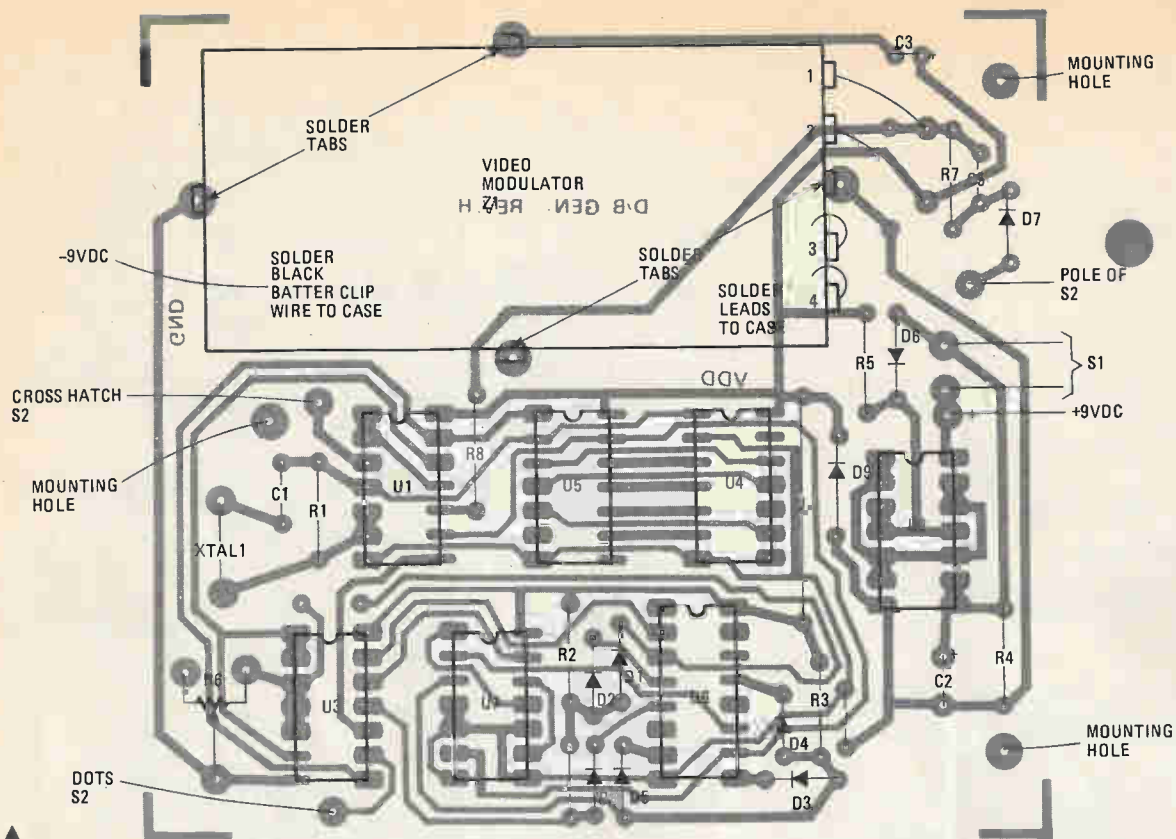 C3
MOUNTING
HOLE
1
SOLDER
TABS
2
VIDEO
MODULATOR
Z1
D/B GEN. REV. H
R7
D7
3
SOLDER
TABS
-9VDC
SOLDER
BLACK
BATTER CLIP
WIRE TO CASE
SOLDER
LEADS
TO CASE
4
POLE OF
S2
GND
D6
R5
S1
VDD
+9VDC
CROSS HATCH
S2
R8
D9
MOUNTING
HOLE
C1
R1
U1
U5
U4
XTAL1
R2
D1
D2
R3
R4
C2
R6
U3
D4
D5
D3
MOUNTING
HOLE
DOTS
S2